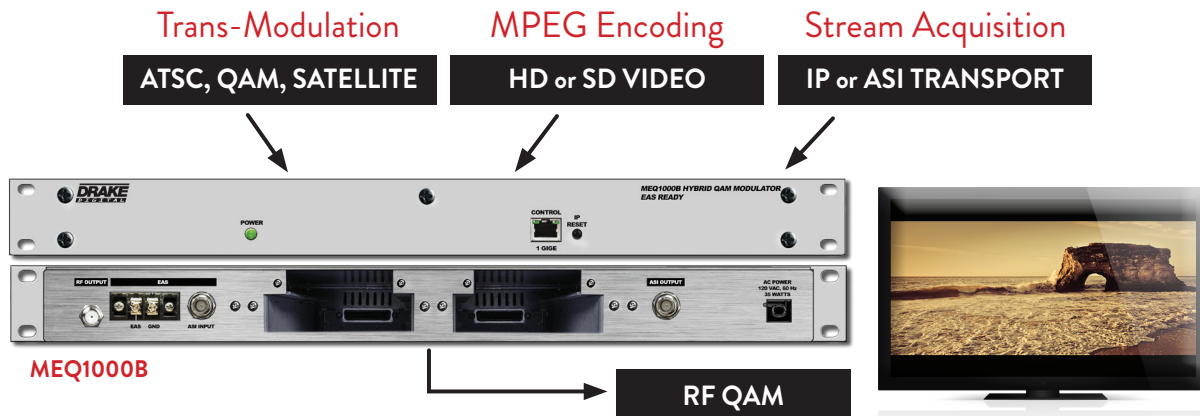 Trans-Modulation
MPEG Encoding
Stream Acquisition
ATSC, QAM, SATELLITE
HD or SD VIDEO
IP or ASI TRANSPORT
DRAKE
DIGITAL
MEQ1000B HYBRID QAM MODULATOR
EAS READY
POWER
CONTROL
IP
RESET
1 GIGE
RF OUTPUT
EAS
EAS GND
ASI INPUT
ASI OUTPUT
AC POWER
120 VAC, 60 Hz
35 WATTS
MEQ1000B
RF QAM